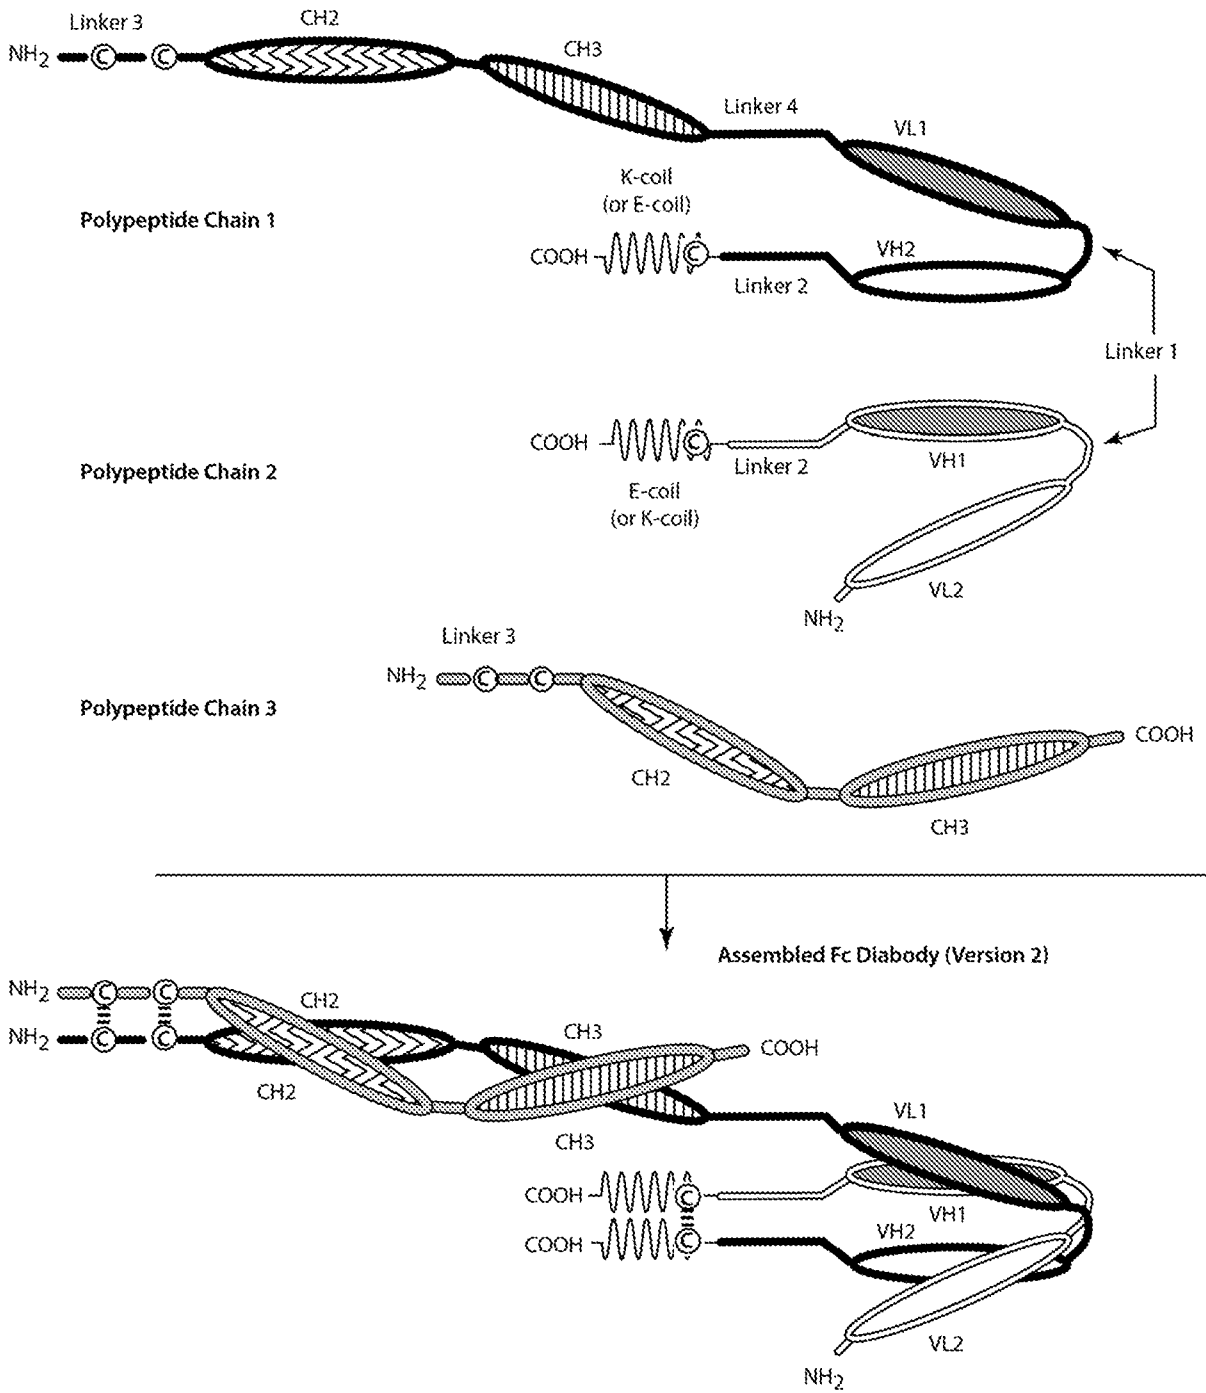 Linker 3
CH2
NH2
C
C
CH3
Linker 4
VL1
K-coil
(or E-coil)
Polypeptide Chain 1
COOH
C
VH2
Linker 2
Linker 1
COOH
C
Linker 2
VH1
Polypeptide Chain 2
E-coil
(or K-coil)
VL2
NH2
Linker 3
NH2
C
C
Polypeptide Chain 3
COOH
CH2
CH3
Assembled Fc Diabody (Version 2)
NH2
C
C
CH2
CH3
NH2
C
C
COOH
CH2
CH3
VL1
COOH
C
VH1
COOH
C
VH2
VL2
NH2